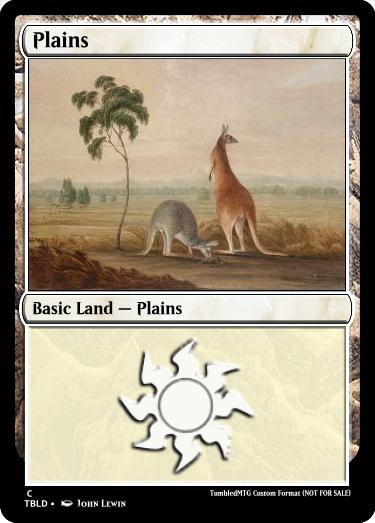 Plains
Basic Land — Plains
C
TBLD • John Lewin
TumbledMTG Custom Format (NOT FOR SALE)